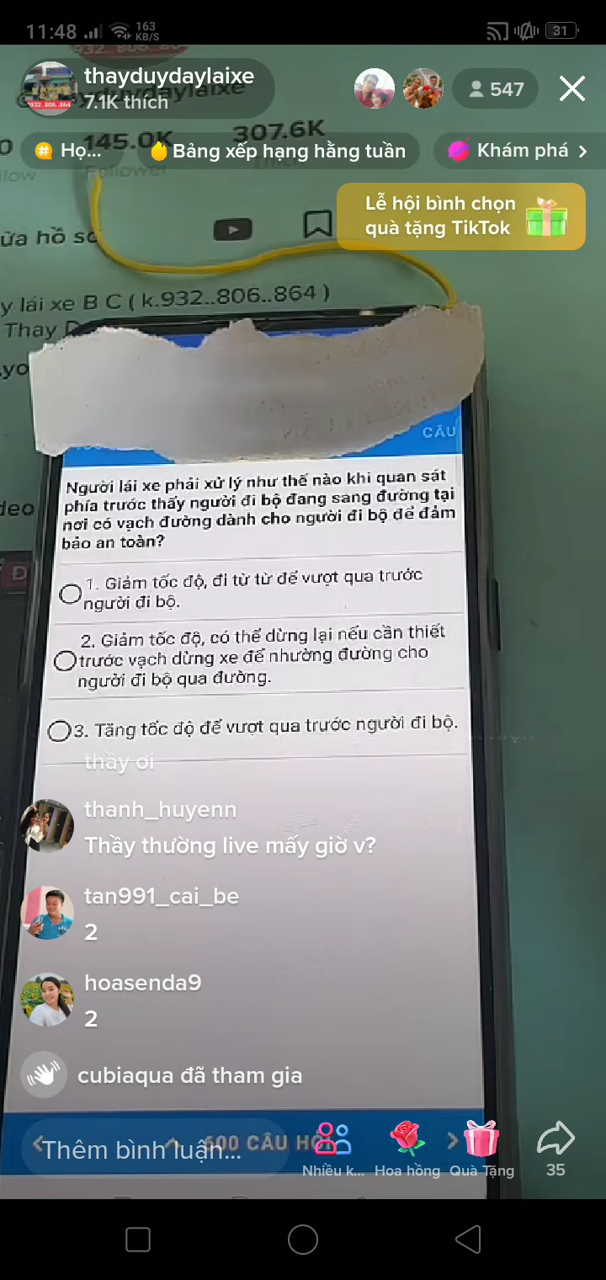 11:48
163
KB/S
31
thayduydaylaixe
7.1K thích
547
145.0K
307.6K
Họ...
Bảng xếp hạng hằng tuần
Khám phá >
Follower
Lễ hội bình chọn
quà tặng TikTok
ửa hồ sơ
y lái xe B C ( k.932..806..864 )
Thay
CÂU
Người lái xe phải xử lý như thế nào khi quan sát
phía trước thấy người đi bộ đang sang đường tại
nơi có vạch đường dành cho người đi bộ để đảm
bảo an toàn?
1. Giảm tốc độ, đi từ từ để vượt qua trước
người đi bộ.
2. Giảm tốc độ, có thể dừng lại nếu cần thiết
trước vạch dừng xe để nhường đường cho
người đi bộ qua đường.
3. Tăng tốc độ để vượt qua trước người đi bộ.
thầy ơi
thanh_huyenn
Thầy thường live mấy giờ v?
tan991_cai_be
2
hoasenda9
2
cubiaqua đã tham gia
600 CÂU HỎI
Thêm bình luận...
Nhiều k...
Hoa hồng
Quà Tặng
35